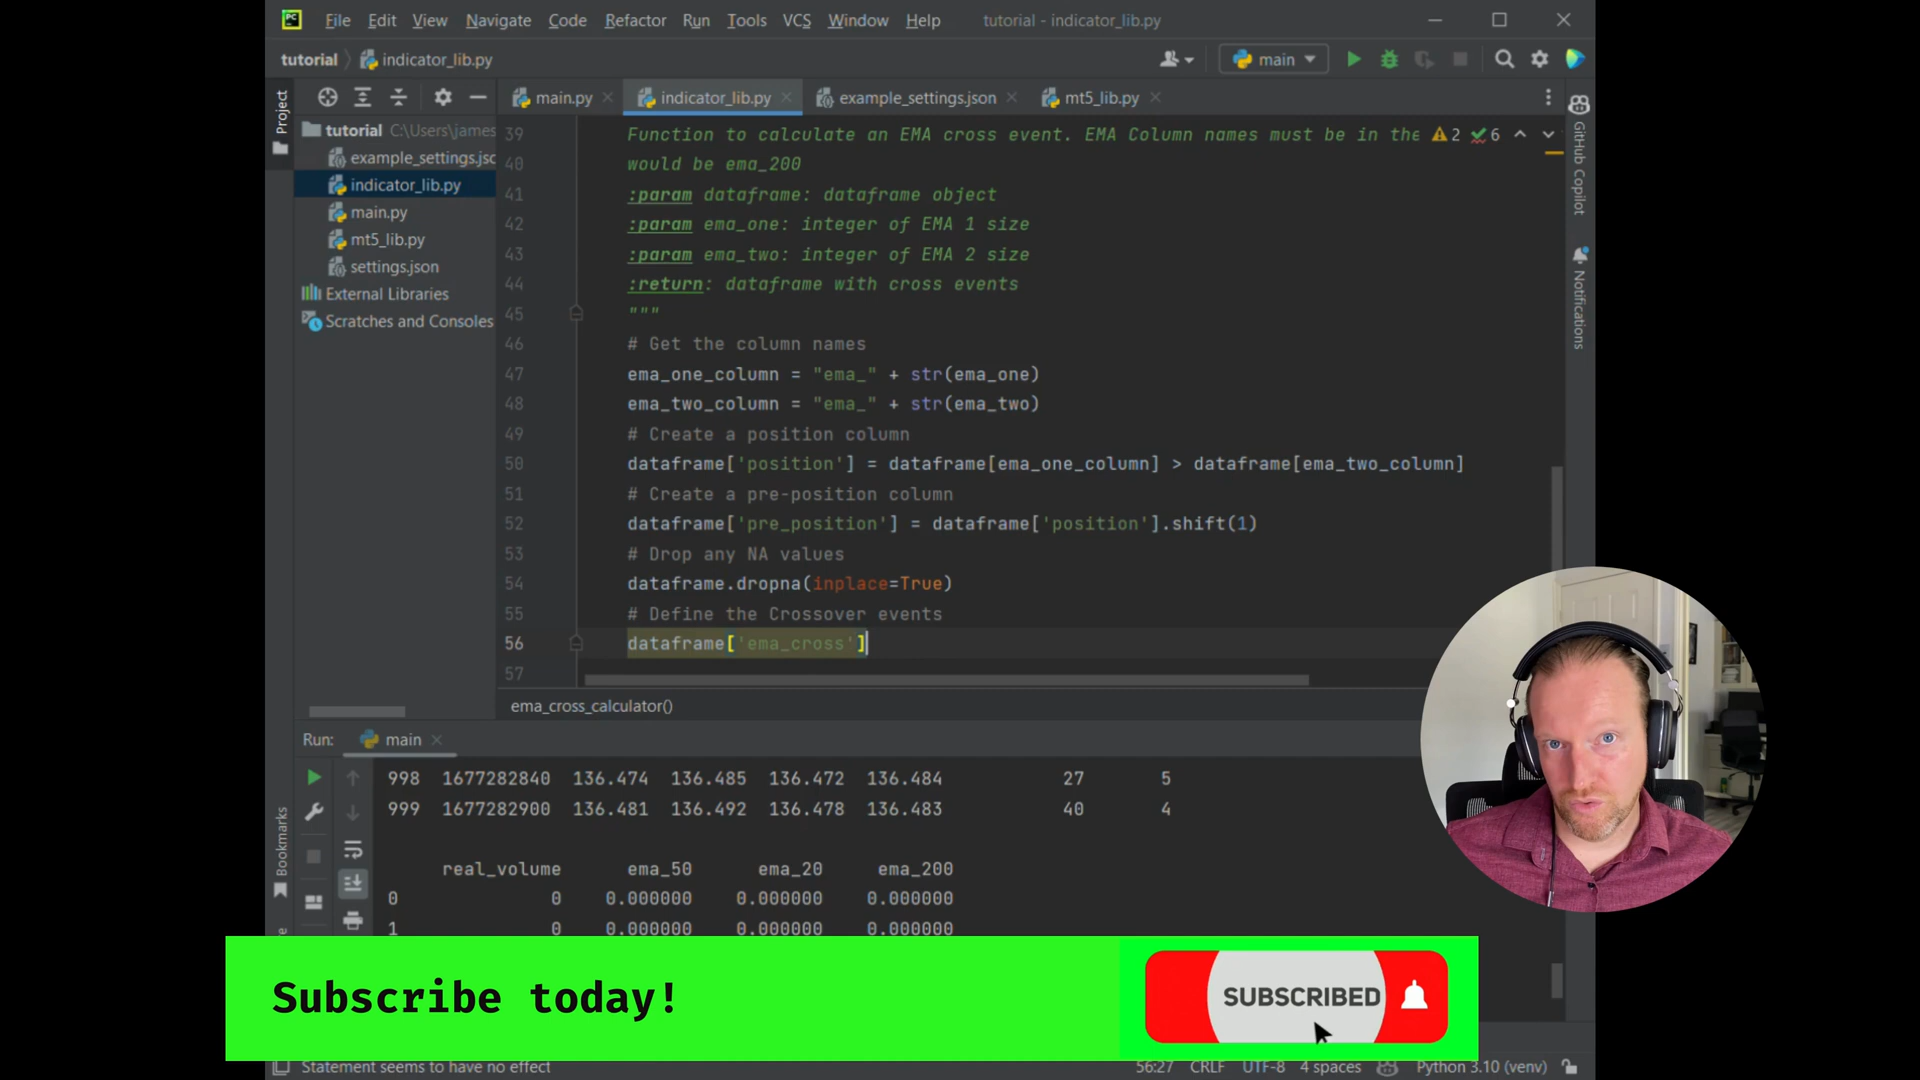 PC File Edit View Navigate Code Refactor Run Tools VCS Window Help tutorial - indicator_lib.py
tutorial indicator_lib.py main
Project
main.py indicator_lib.py example_settings.json mt5_lib.py
tutorial C:\Users\james
example_settings.jsc
indicator_lib.py
main.py
mt5_lib.py
settings.json
External Libraries
Scratches and Consoles
39 Function to calculate an EMA cross event. EMA Column names must be in the 2 6
40 would be ema_200
41 :param dataframe: dataframe object
42 :param ema_one: integer of EMA 1 size
43 :param ema_two: integer of EMA 2 size
44 :return: dataframe with cross events
45 """
46 # Get the column names
47 ema_one_column = "ema_" + str(ema_one)
48 ema_two_column = "ema_" + str(ema_two)
49 # Create a position column
50 dataframe['position'] = dataframe[ema_one_column] > dataframe[ema_two_column]
51 # Create a pre-position column
52 dataframe['pre_position'] = dataframe['position'].shift(1)
53 # Drop any NA values
54 dataframe.dropna(inplace=True)
55 # Define the Crossover events
56 dataframe['ema_cross']
57
GitHub Copilot
Notifications
ema_cross_calculator()
Run: main
998 1677282840 136.474 136.485 136.472 136.484 27 5
999 1677282900 136.481 136.492 136.478 136.483 40 4
real_volume ema_50 ema_20 ema_200
0 0 0.000000 0.000000 0.000000
1 0 0.000000 0.000000 0.000000
Bookmarks
Subscribe today!
SUBSCRIBED
Statement seems to have no effect 56:27 CRLF UTF-8 4 spaces Python 3.10 (venv)